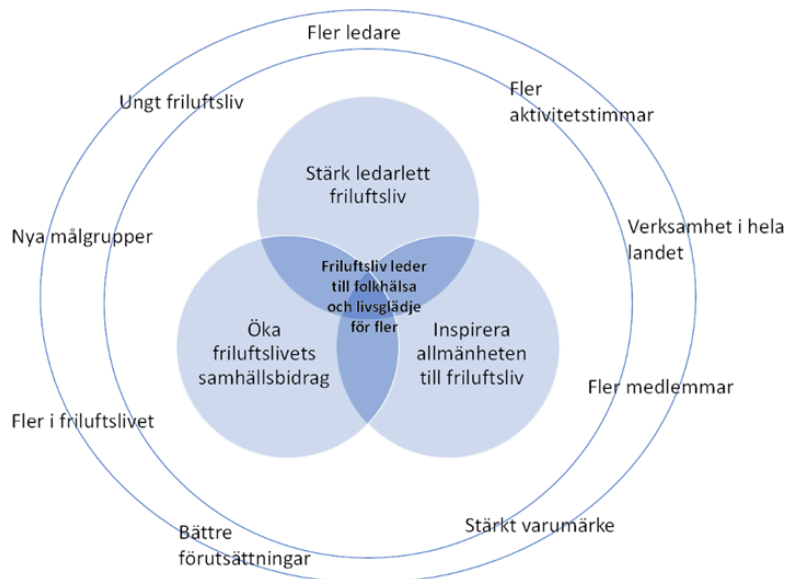 Fler ledare
Ungt friluftsliv
Fler
aktivitetstimmar
Stärk ledarlett
friluftsliv
Nya målgrupper
Verksamhet i hela
landet
Friluftsliv leder
till folkhälsa
och livsglädje
för fler
Öka
friluftslivets
samhällsbidrag
Inspirera
allmänheten
till friluftsliv
Fler medlemmar
Fler i friluftslivet
Stärkt varumärke
Bättre
förutsättningar